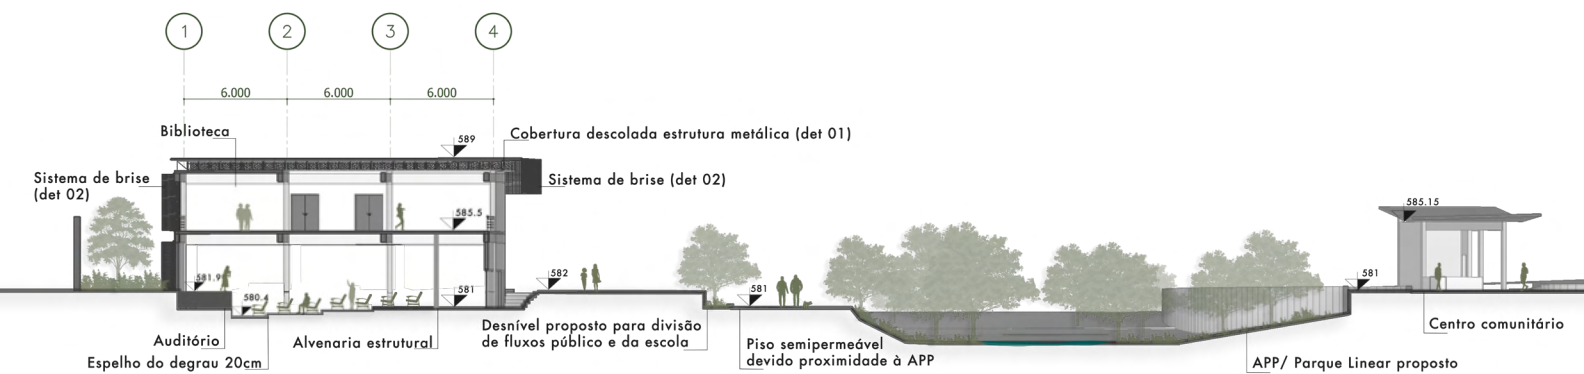 1 2 3 4
6.000 6.000 6.000
Biblioteca
589
Cobertura descolada estrutura metálica (det 01)
Sistema de brise
(det 02)
Sistema de brise (det 02)
585.5
585.15
581.9
580.4
581
582
581
581
Auditório
Espelho do degrau 20cm
Alvenaria estrutural
Desnível proposto para divisão
de fluxos público e da escola
Piso semipermeável
devido proximidade à APP
Centro comunitário
APP/ Parque Linear proposto